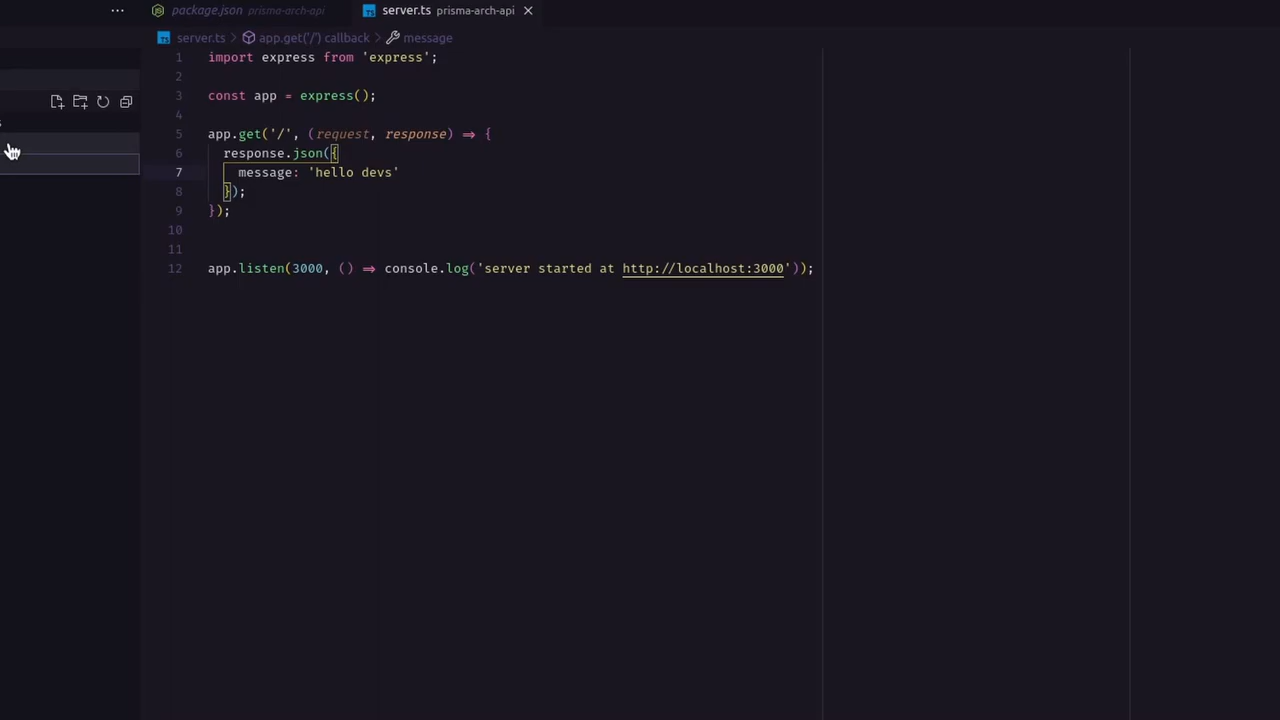 package.json prisma-arch-api
server.ts prisma-arch-api
server.ts > app.get('/') callback > message
1 import express from 'express';
2
3 const app = express();
4
5 app.get('/', (request, response) => {
6 response.json({
7 message: 'hello devs'
8 });
9 });
10
11
12 app.listen(3000, () => console.log('server started at http://localhost:3000'));